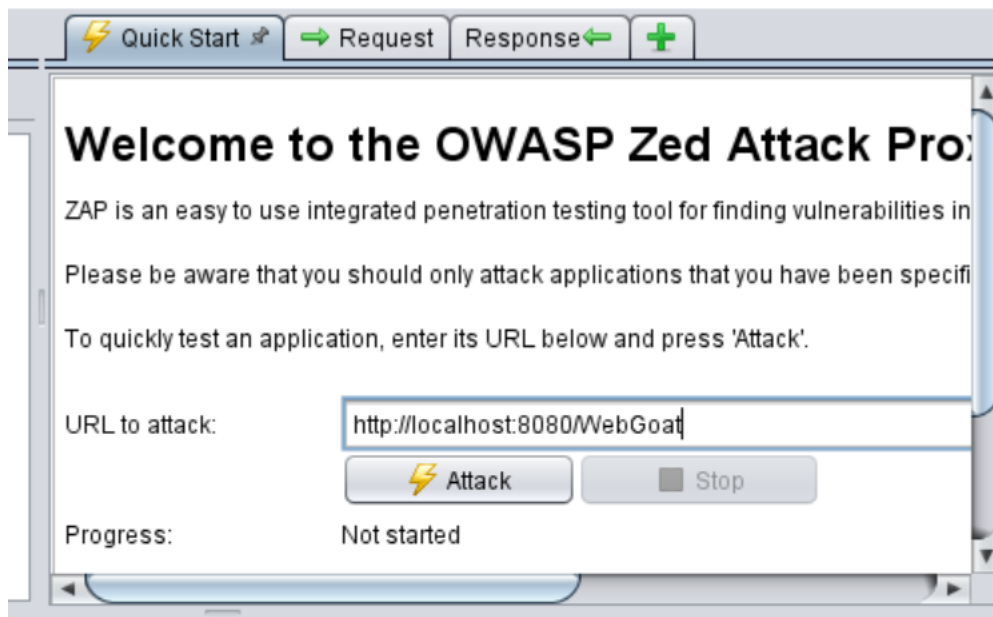 Quick Start
Request
Response
Welcome to the OWASP Zed Attack
ZAP is an easy to use integrated penetration testing tool for finding vulnerabilities in
Please be aware that you should only attack applications that you have been
To quickly test an application, enter its URL below and press 'Attack'.
URL to attack:
http://localhost:8080/WebGoat
Attack
Stop
Progress:
Not started